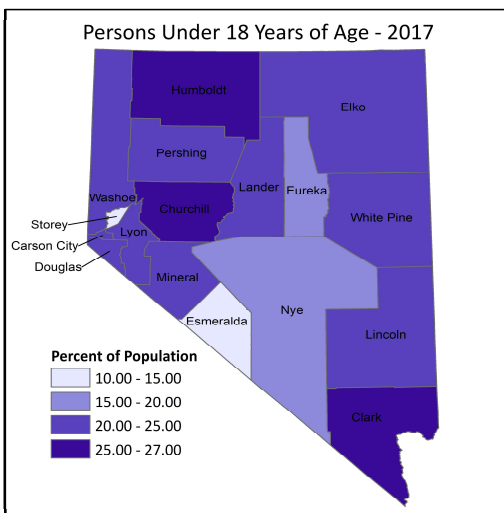 Persons Under 18 Years of Age - 2017
Humboldt
Elko
Pershing
Lander
Eureka
Washoe
Churchill
White Pine
Storey
Lyon
Carson City
Douglas
Mineral
Esmeralda
Nye
Lincoln
Clark
Percent of Population
10.00 - 15.00
15.00 - 20.00
20.00 - 25.00
25.00 - 27.00